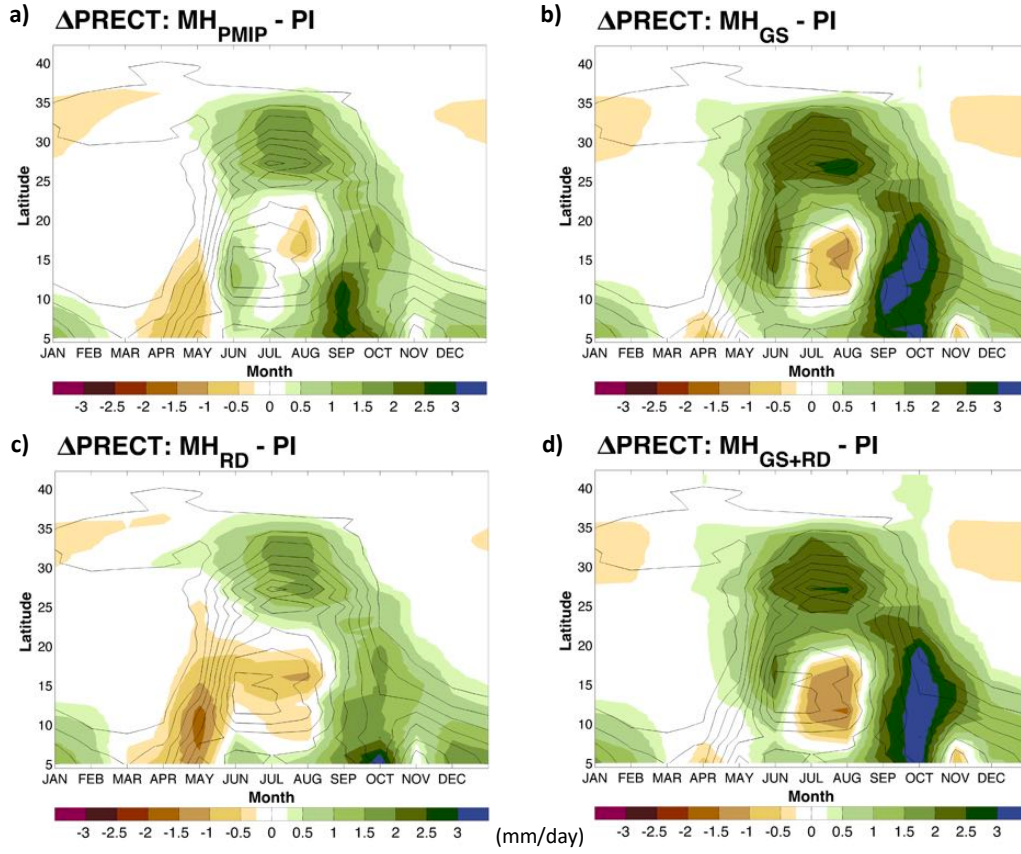 a) ΔPRECT: MH_PMIP - PI
Latitude
40
35
30
25
20
15
10
5
JAN FEB MAR APR MAY JUN JUL AUG SEP OCT NOV DEC
Month
-3 -2.5 -2 -1.5 -1 -0.5 0 0.5 1 1.5 2 2.5 3
b) ΔPRECT: MH_GS - PI
Latitude
40
35
30
25
20
15
10
5
JAN FEB MAR APR MAY JUN JUL AUG SEP OCT NOV DEC
Month
-3 -2.5 -2 -1.5 -1 -0.5 0 0.5 1 1.5 2 2.5 3
c) ΔPRECT: MH_RD - PI
Latitude
40
35
30
25
20
15
10
5
JAN FEB MAR APR MAY JUN JUL AUG SEP OCT NOV DEC
Month
-3 -2.5 -2 -1.5 -1 -0.5 0 0.5 1 1.5 2 2.5 3
d) ΔPRECT: MH_GS+RD - PI
Latitude
40
35
30
25
20
15
10
5
JAN FEB MAR APR MAY JUN JUL AUG SEP OCT NOV DEC
Month
-3 -2.5 -2 -1.5 -1 -0.5 0 0.5 1 1.5 2 2.5 3
(mm/day)